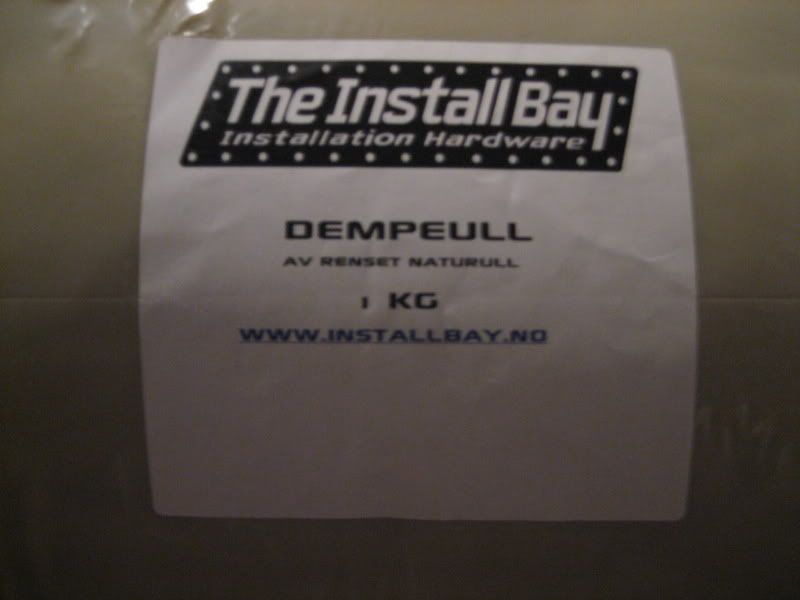 The Install Bay
Installation Hardware
DEMPEULL
AV RENSET NATURULL
1 KG
WWW.INSTALLBAY.NO